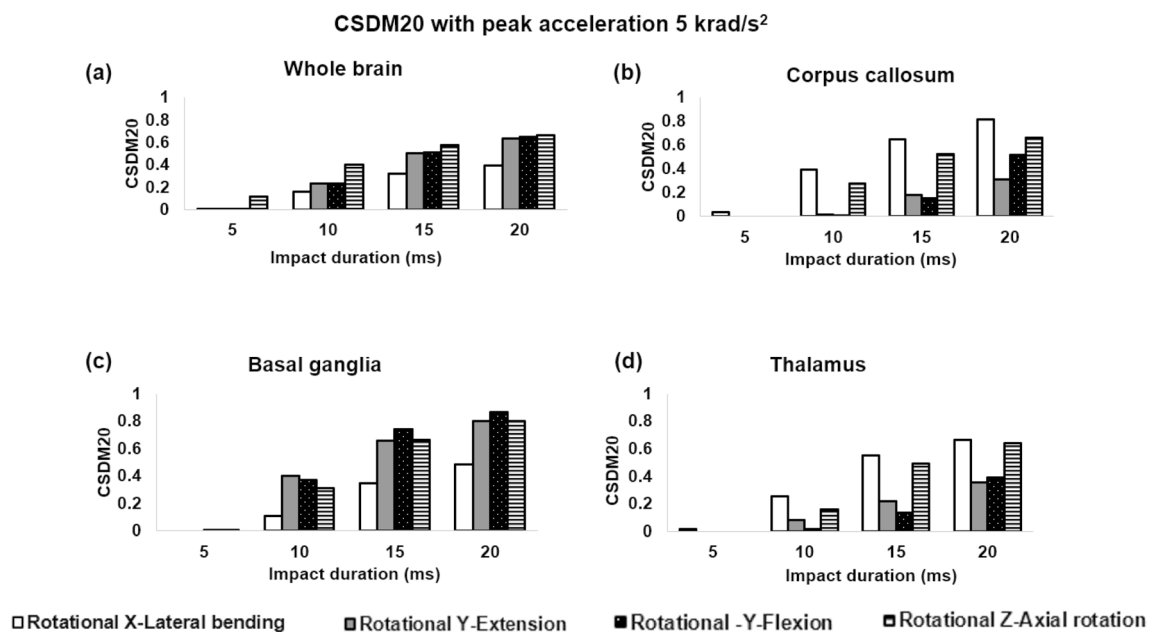 CSDM20 with peak acceleration 5 krad/s²
(a)
Whole brain
CSDM20
1
0.8
0.6
0.4
0.2
0
5 10 15 20
Impact duration (ms)
(b)
Corpus callosum
CSDM20
1
0.8
0.6
0.4
0.2
0
5 10 15 20
Impact duration (ms)
(c)
Basal ganglia
CSDM20
1
0.8
0.6
0.4
0.2
0
5 10 15 20
Impact duration (ms)
(d)
Thalamus
CSDM20
1
0.8
0.6
0.4
0.2
0
5 10 15 20
Impact duration (ms)
Rotational X-Lateral bending
Rotational Y-Extension
Rotational -Y-Flexion
Rotational Z-Axial rotation